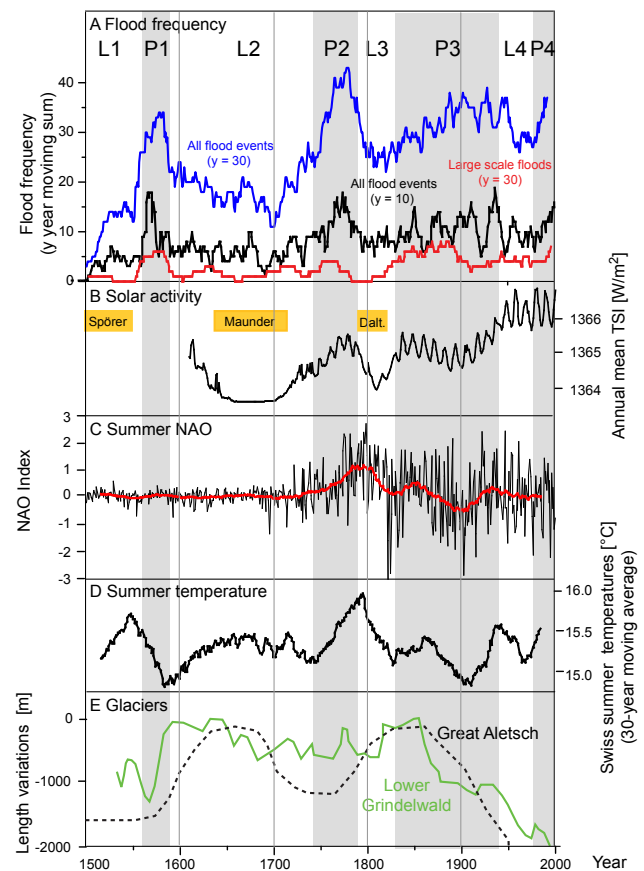 A Flood frequency
L1 P1 L2 P2 L3 P3 L4 P4
Flood frequency
(y year movinng sum)
40
30
20
10
0
All flood events
(y = 30)
All flood events
(y = 10)
Large scale floods
(y = 30)
B Solar activity
Spörer
Maunder
Dalt.
1366
1365
1364
Annual mean TSI [W/m²]
C Summer NAO
NAO Index
3
2
1
0
-1
-2
-3
D Summer temperature
16.0
15.5
15.0
Swiss summer temperatures [°C]
(30-year moving average)
E Glaciers
Length variations [m]
0
-1000
-2000
Great Aletsch
Lower
Grindelwald
1500 1600 1700 1800 1900 2000 Year